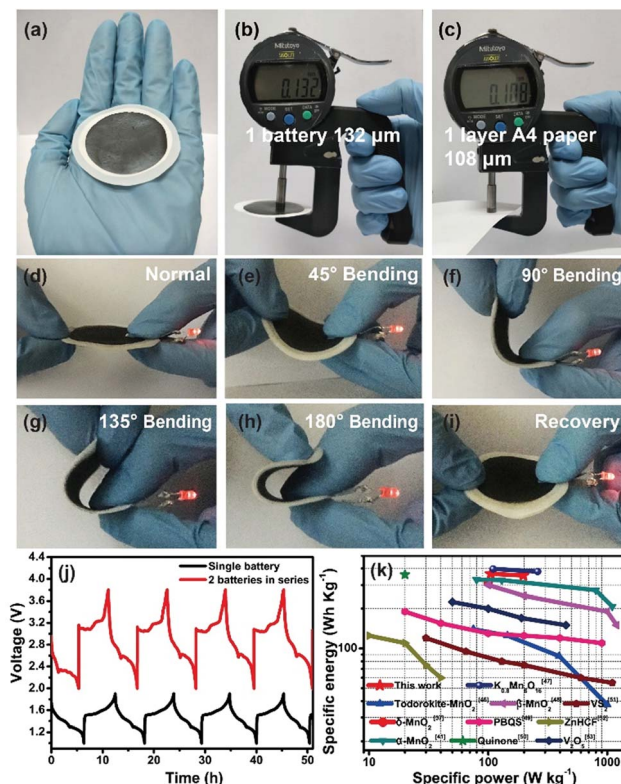 (a)
(b)
Mitutoyo
0.132
1 battery 132 µm
(c)
Mitutoyo
0.108
1 layer A4 paper
108 µm
(d)
Normal
(e)
45° Bending
(f)
90° Bending
(g)
135° Bending
(h)
180° Bending
(i)
Recovery
(j)
Single battery
2 batteries in series
Voltage (V)
4.8
4.4
4.0
3.6
3.2
2.8
2.4
2.0
1.6
1.2
0.8
0 10 20 30 40 50
Time (h)
(k)
Specific energy (Wh Kg⁻¹)
100
This work
K0.8Mn8O16 [47]
Todorokite-MnO2 [46]
β-MnO2 [48]
VS2 [51]
δ-MnO2 [37]
PBQS [49]
ZnHCF [52]
α-MnO2 [41]
Quinone [50]
V2O5 [53]
10 100 1000
Specific power (W kg⁻¹)